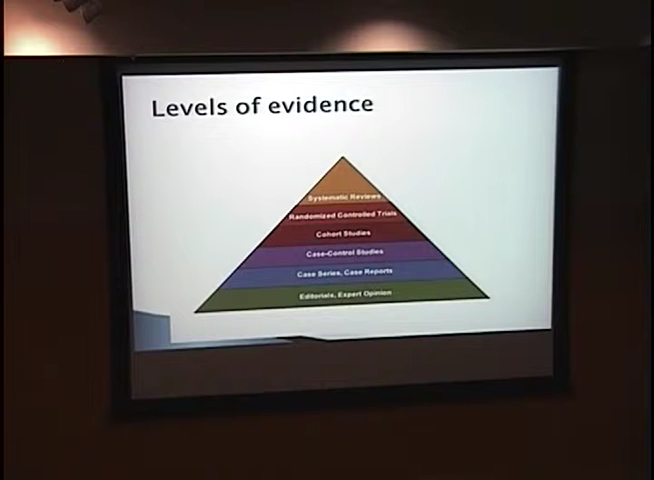 Levels of evidence
Systematic Reviews
Randomized Controlled Trials
Cohort Studies
Case-Control Studies
Case Series, Case Reports
Editorials, Expert Opinion